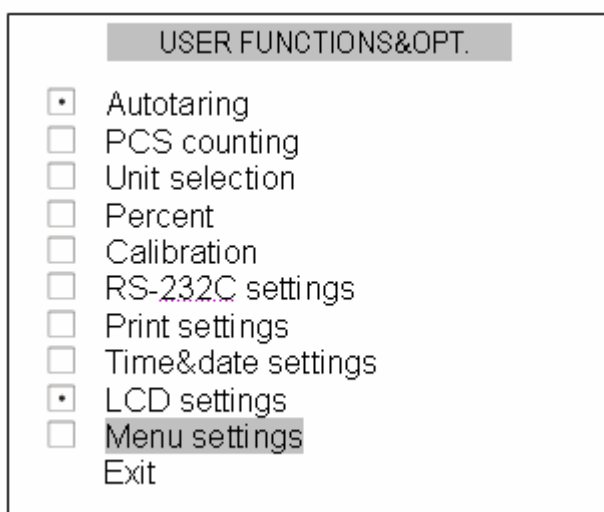 USER FUNCTIONS&OPT.
Autotaring
PCS counting
Unit selection
Percent
Calibration
RS-232C settings
Print settings
Time&date settings
LCD settings
Menu settings
Exit